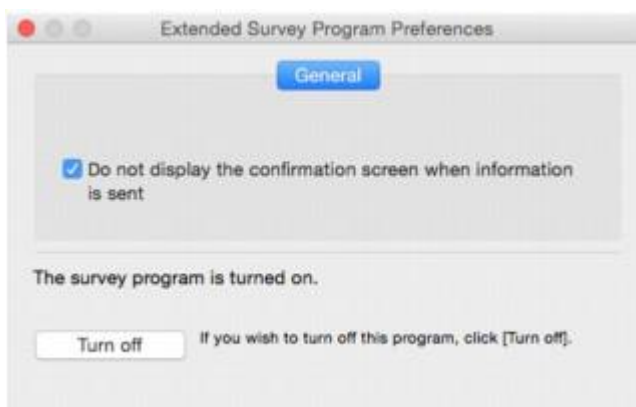 Extended Survey Program Preferences
General
Do not display the confirmation screen when information
is sent
The survey program is turned on.
Turn off
If you wish to turn off this program, click [Turn off].